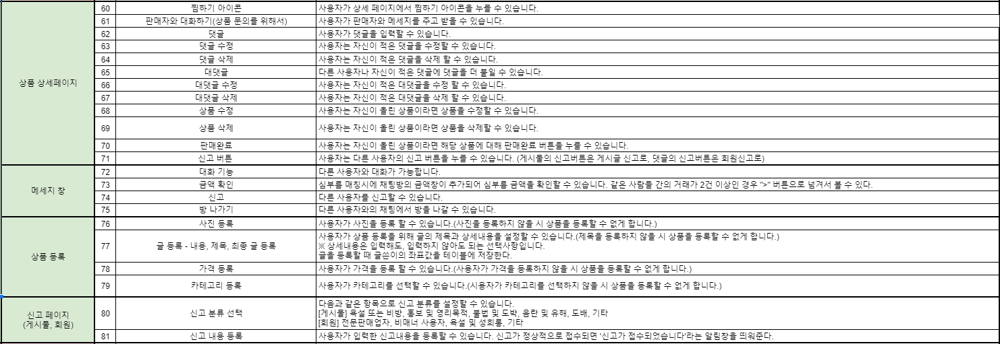 상품 상세페이지
60 찜하기 아이콘 사용자가 상세 페이지에서 찜하기 아이콘을 누를 수 있습니다.
61 판매자와 대화하기(상품 문의를 위해서) 사용자가 판매자와 메세지를 주고 받을 수 있습니다.
62 댓글 사용자가 댓글을 입력할 수 있습니다.
63 댓글 수정 사용자는 자신이 적은 댓글을 수정할 수 있습니다.
64 댓글 삭제 사용자는 자신이 적은 댓글을 삭제 할 수 있습니다.
65 대댓글 다른 사용자나 자신이 적은 댓글에 댓글을 더 붙일 수 있습니다.
66 대댓글 수정 사용자는 자신이 적은 대댓글을 수정 할 수 있습니다.
67 대댓글 삭제 사용자는 자신이 적은 대댓글을 삭제 할 수 있습니다.
68 상품 수정 사용자는 자신이 올린 상품이라면 상품을 수정할 수 있습니다.
69 상품 삭제 사용자는 자신이 올린 상품이라면 상품을 삭제할 수 있습니다.
70 판매완료 사용자는 자신이 올린 상품이라면 해당 상품에 대해 판매완료 버튼을 누를 수 있습니다.
71 신고 버튼 사용자는 다른 사용자의 신고 버튼을 누를 수 있습니다. (게시물의 신고버튼은 게시글 신고로, 댓글의 신고버튼은 회원신고로)
메세지 창
72 대화 기능 다른 사용자와 대화가 가능합니다.
73 금액 확인 심부름 매칭시에 채팅방의 금액창이 추가되어 심부름 금액을 확인할 수 있습니다. 같은 사람들 간의 거래가 2건 이상인 경우 ">" 버튼으로 넘겨서 볼 수 있다.
74 신고 다른 사용자를 신고할 수 있습니다.
75 방 나가기 다른 사용자와의 채팅에서 방을 나갈 수 있습니다.
상품 등록
76 사진 등록 사용자가 사진을 등록 할 수 있습니다.(사진을 등록하지 않을 시 상품을 등록할 수 없게 합니다.)
77 글 등록 - 내용, 제목, 최종 글 등록 사용자가 상품 등록을 위해 글의 제목과 상세내용을 설정할 수 있습니다.(제목을 등록하지 않을 시 상품을 등록할 수 없게 합니다.)
※ 상세내용은 입력해도, 입력하지 않아도 되는 선택사항입니다.
글을 등록할 때 글쓴이의 좌표값을 테이블에 저장한다.
78 가격 등록 사용자가 가격을 등록 할 수 있습니다.(사용자가 가격을 등록하지 않을 시 상품을 등록할 수 없게 합니다.)
79 카테고리 등록 사용자가 카테고리를 선택할 수 있습니다.(시용자가 카테고리를 선택하지 않을 시 상품을 등록할 수 없게 합니다.)
신고 페이지
(게시물, 회원)
80 신고 분류 선택 다음과 같은 항목으로 신고 분류를 설정할 수 있습니다.
[게시물] 욕설 또는 비방, 홍보 및 영리목적, 불법 및 도박, 음란 및 유해, 도배, 기타
[회원] 전문판매업자, 비매너 사용자, 욕설 및 성희롱, 기타
81 신고 내용 등록 사용자가 입력한 신고내용을 등록할 수 있습니다. 신고가 정상적으로 접수되면 '신고가 접수되었습니다'라는 알림창을 띄워준다.